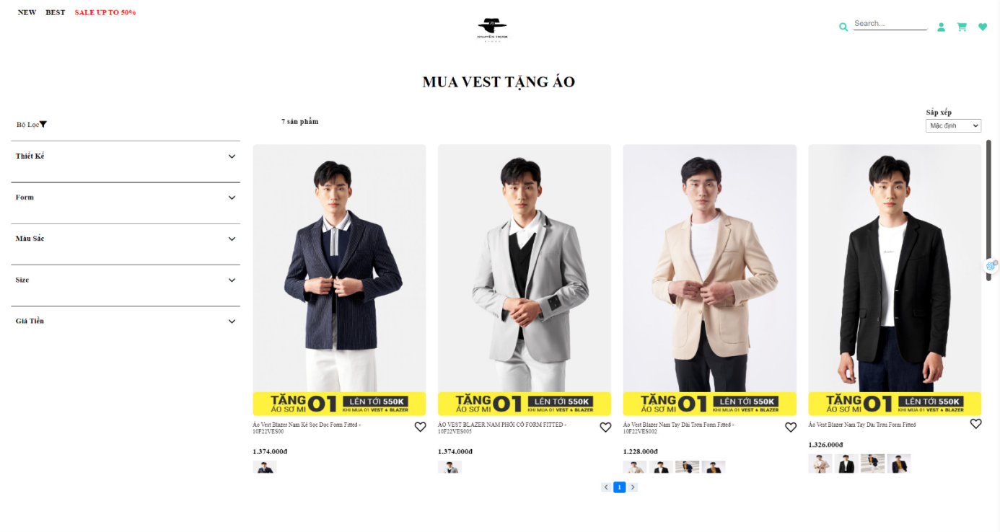 NEW BEST SALE UP TO 50%
NGUYỄN THỊNH
STORE
Search...
MUA VEST TẶNG ÁO
Bộ Lọc
7 sản phẩm
Sắp xếp
Mặc định
Thiết Kế
Form
Màu Sắc
Size
Giá Tiền
TẶNG 01 LÊN TỚI 550K
ÁO SƠ MI KHI MUA 01 VEST & BLAZER
Áo Vest Blazer Nam Kẻ Sọc Dọc Form Fitted -
10F22VES00
1.374.000đ
TẶNG 01 LÊN TỚI 550K
ÁO SƠ MI KHI MUA 01 VEST & BLAZER
ÁO VEST BLAZER NAM PHỐI CỔ FORM FITTED -
10F22VES005
1.374.000đ
TẶNG 01 LÊN TỚI 550K
ÁO SƠ MI KHI MUA 01 VEST & BLAZER
Áo Vest Blazer Nam Tay Dài Trơn Form Fitted -
10F22VES002
1.228.000đ
TẶNG 01 LÊN TỚI 550K
ÁO SƠ MI KHI MUA 01 VEST & BLAZER
Áo Vest Blazer Nam Tay Dài Trơn Form Fitted
1.326.000đ
1